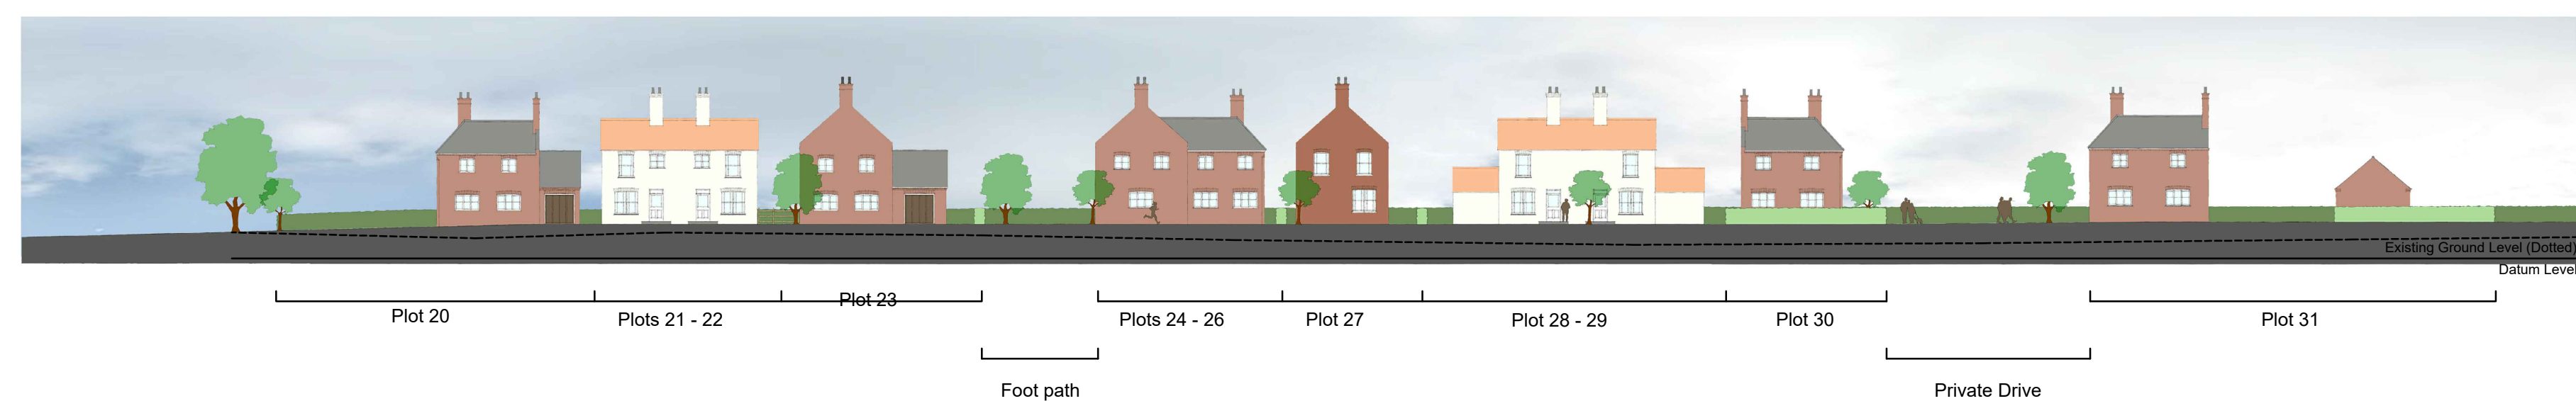 Existing Ground Level (Dotted)
Datum Level
Plot 23
Plot 20
Plots 21 - 22
Plots 24 - 26
Plot 27
Plot 28 - 29
Plot 30
Plot 31
Foot path
Private Drive